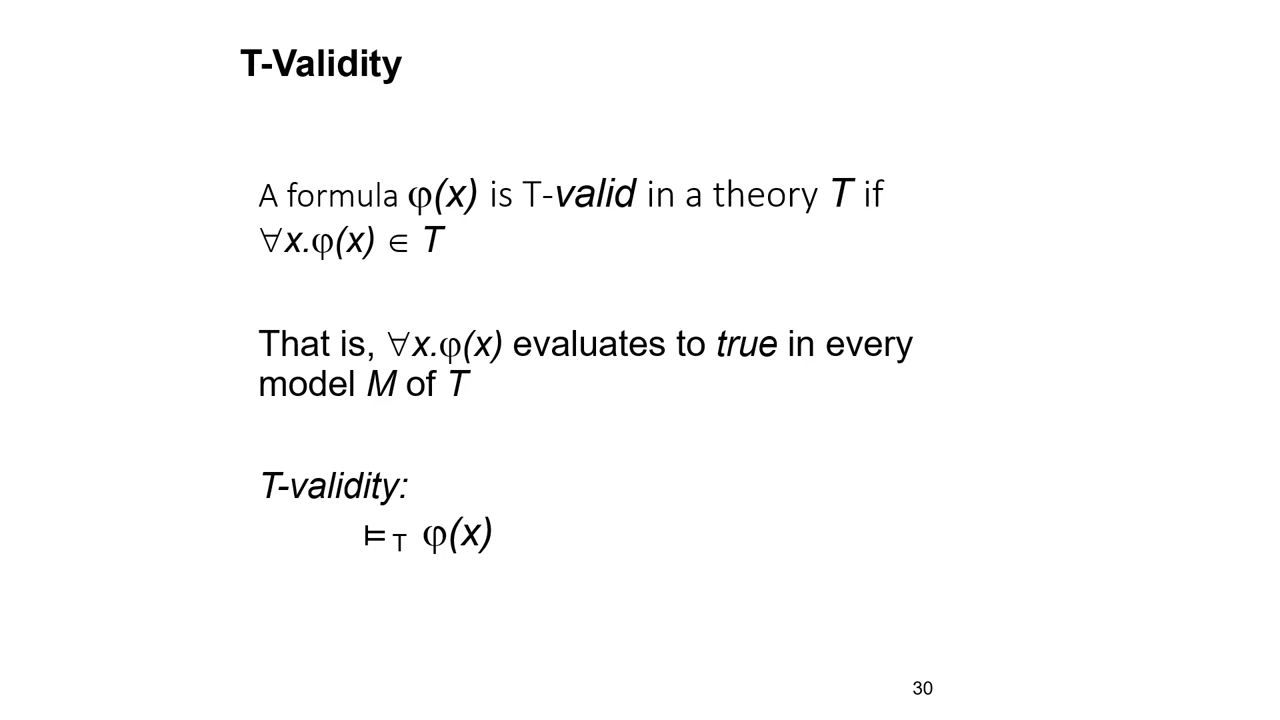 T-Validity
A formula φ(x) is T-valid in a theory T if
∀x.φ(x) ∈ T
That is, ∀x.φ(x) evaluates to true in every
model M of T
T-validity:
⊨ T φ(x)
30